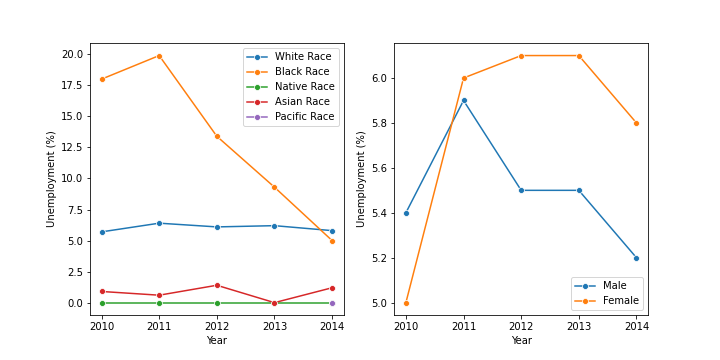 Unemployment (%)
20.0
17.5
15.0
12.5
10.0
7.5
5.0
2.5
0.0
2010 2011 2012 2013 2014
Year
White Race
Black Race
Native Race
Asian Race
Pacific Race
Unemployment (%)
6.0
5.8
5.6
5.4
5.2
5.0
2010 2011 2012 2013 2014
Year
Male
Female